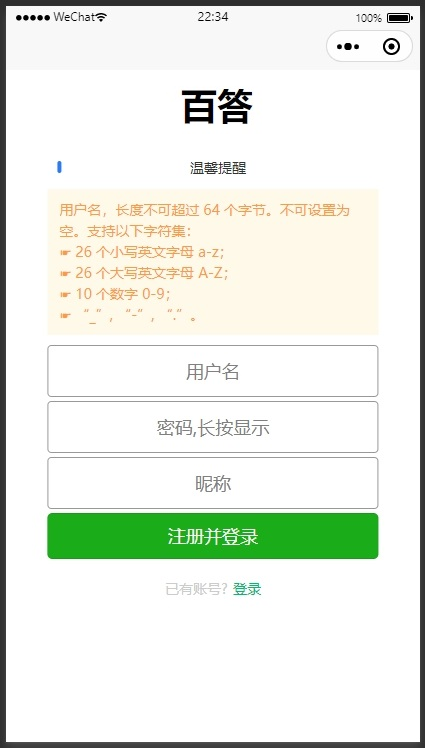 WeChat 22:34 100%
百答
温馨提醒
用户名，长度不可超过 64 个字节。不可设置为
空。支持以下字符集：
☛ 26 个小写英文字母 a-z；
☛ 26 个大写英文字母 A-Z；
☛ 10 个数字 0-9；
☛ “_”，“-”，“.”。
用户名
密码,长按显示
昵称
注册并登录
已有账号? 登录